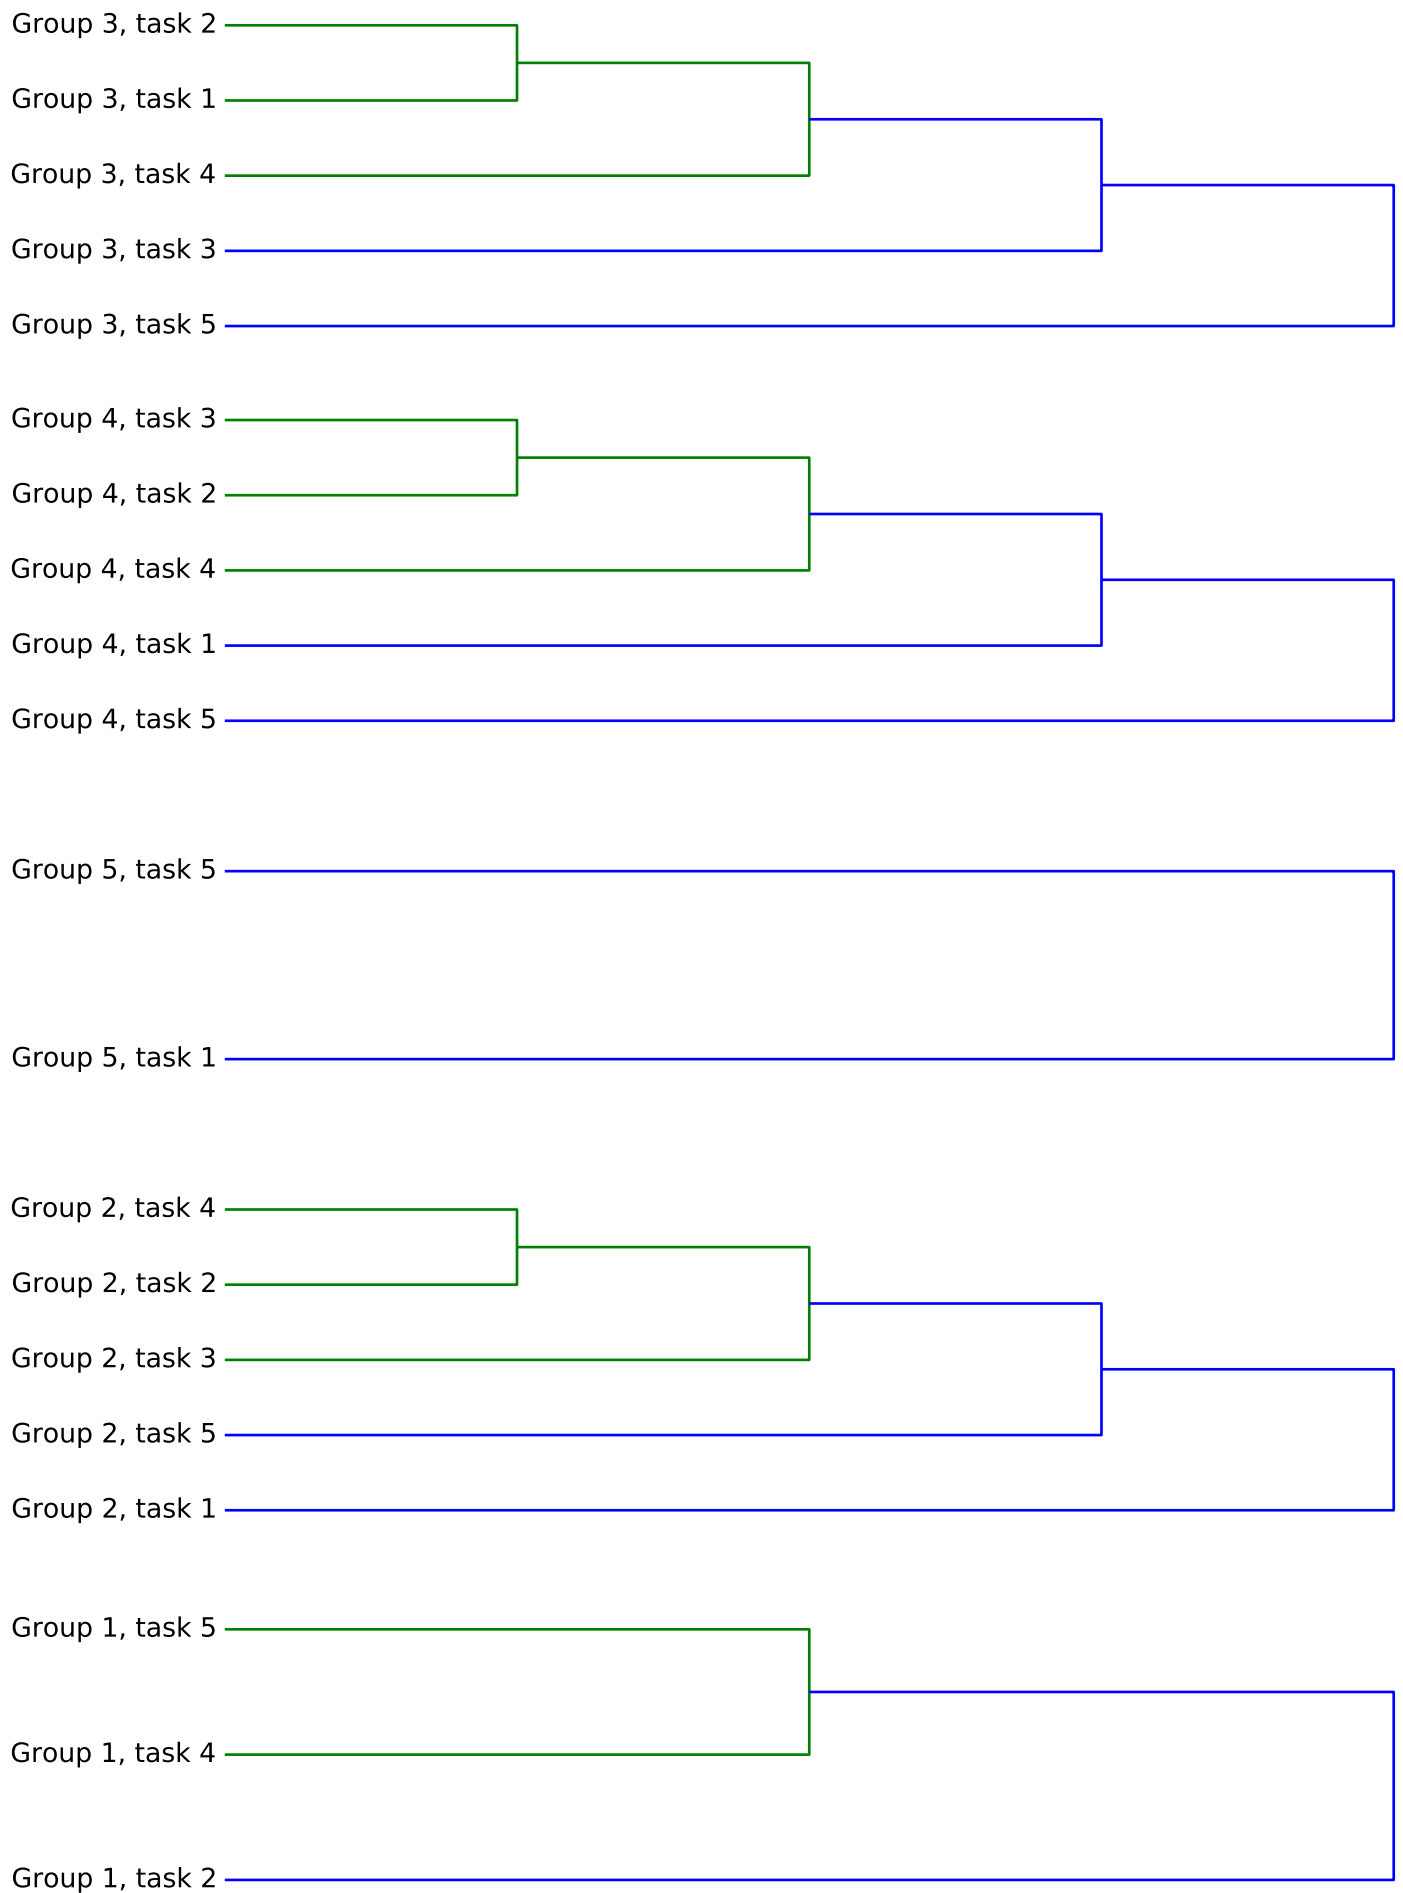 Group 3, task 2
Group 3, task 1
Group 3, task 4
Group 3, task 3
Group 3, task 5
Group 4, task 3
Group 4, task 2
Group 4, task 4
Group 4, task 1
Group 4, task 5
Group 5, task 5
Group 5, task 1
Group 2, task 4
Group 2, task 2
Group 2, task 3
Group 2, task 5
Group 2, task 1
Group 1, task 5
Group 1, task 4
Group 1, task 2